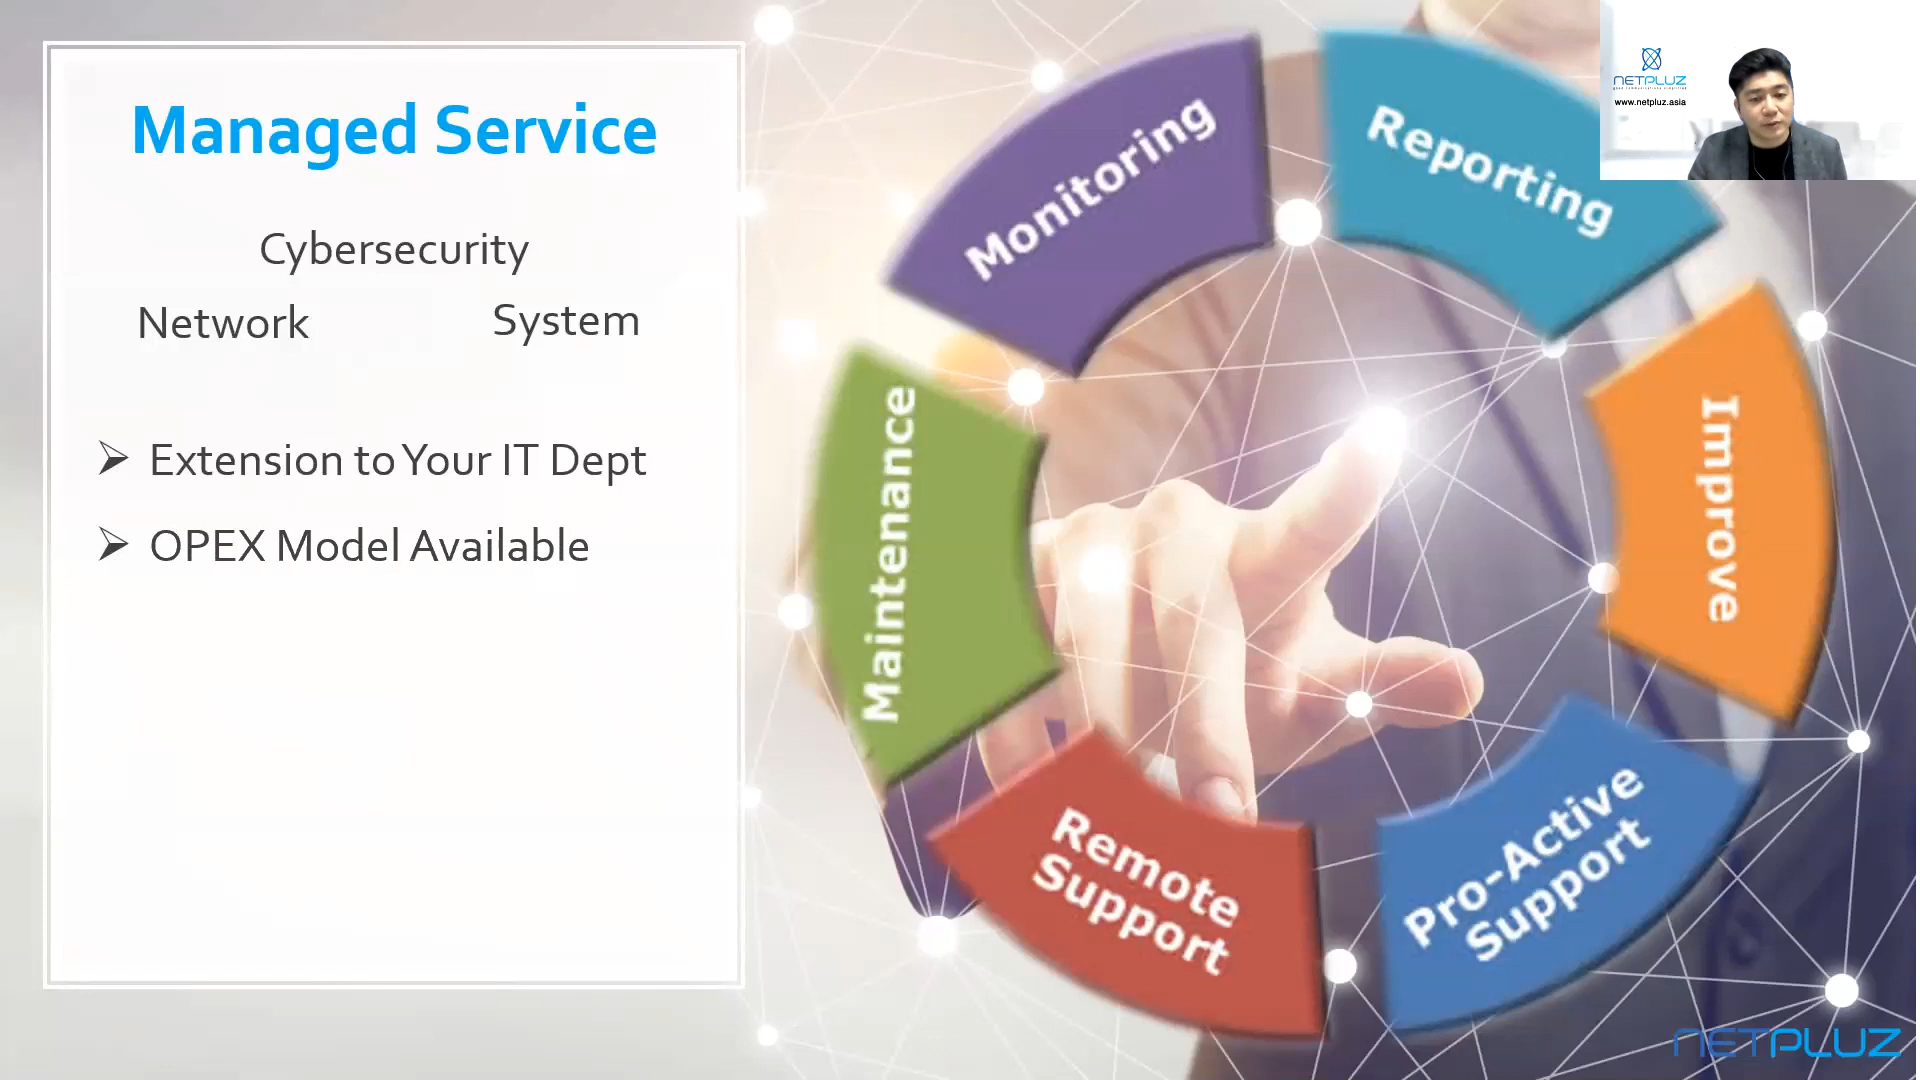 Managed Service
Cybersecurity
Network
System
Extension to Your IT Dept
OPEX Model Available
Monitoring
Reporting
Improve
Pro-Active
Support
Remote
Support
Maintenance
NETPLUZ
www.netpluz.asia
NETPLUZ